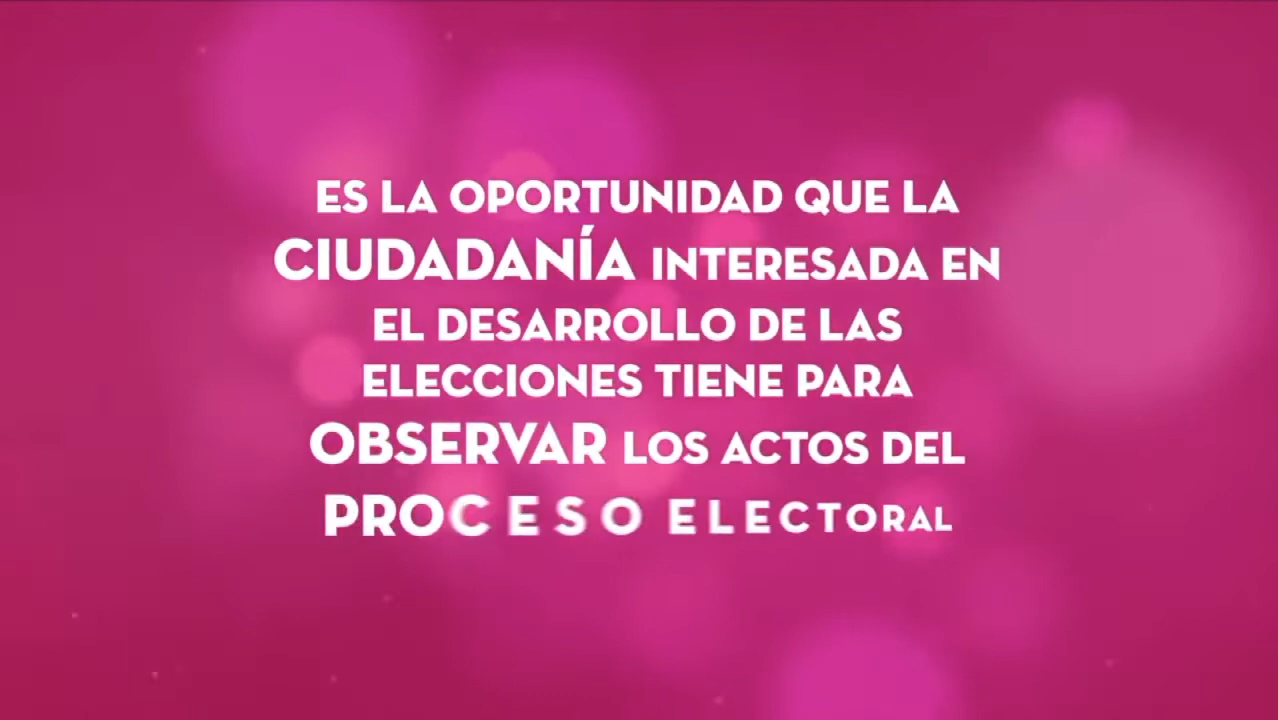 ES LA OPORTUNIDAD QUE LA
CIUDADANÍA INTERESADA EN
EL DESARROLLO DE LAS
ELECCIONES TIENE PARA
OBSERVAR LOS ACTOS DEL
PROCESO ELECTORAL